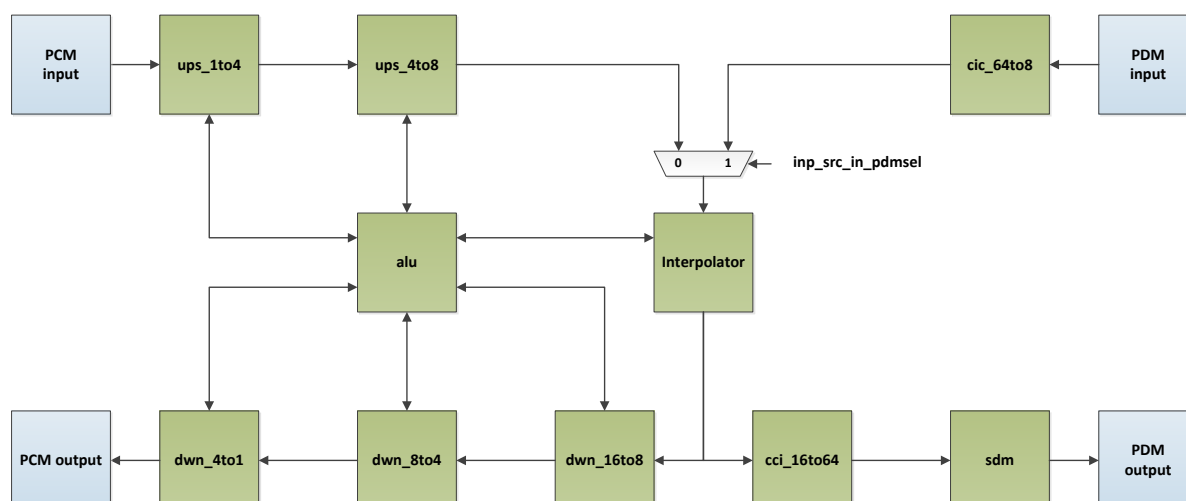 PCM
input
ups_1to4
ups_4to8
cic_64to8
PDM
input
0 1
inp_src_in_pdmsel
alu
Interpolator
PCM output
dwn_4to1
dwn_8to4
dwn_16to8
cci_16to64
sdm
PDM
output